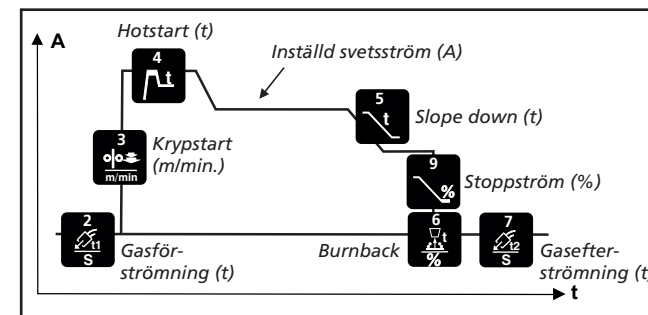 A
Hotstart (t)
4
t
Inställd svetsström (A)
5
t
Slope down (t)
3
m/min
Krypstart
(m/min.)
9
%
Stoppström (%)
2
t1
S
Gasför-
strömning (t)
Burnback
6
t
%
7
t2
S
Gasefter-
strömning (t)
t